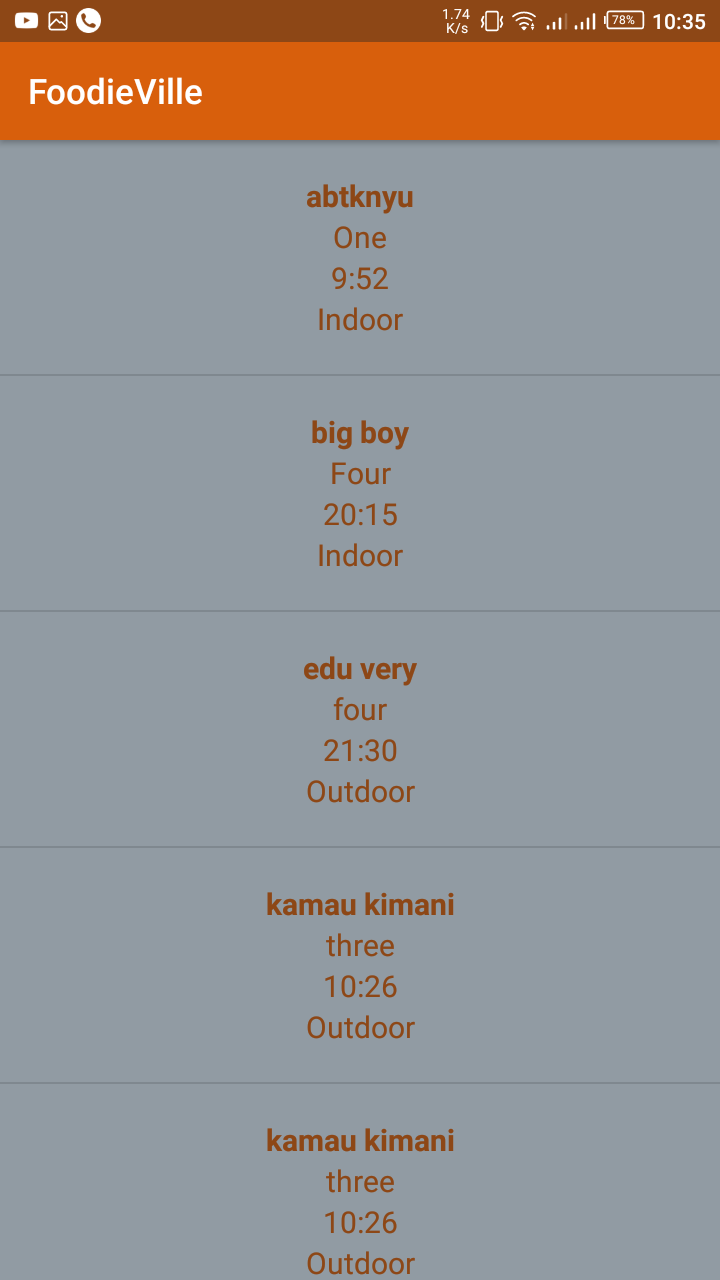 1.74
K/s
78%
10:35
FoodieVille
abtknyu
One
9:52
Indoor
big boy
Four
20:15
Indoor
edu very
four
21:30
Outdoor
kamau kimani
three
10:26
Outdoor
kamau kimani
three
10:26
Outdoor